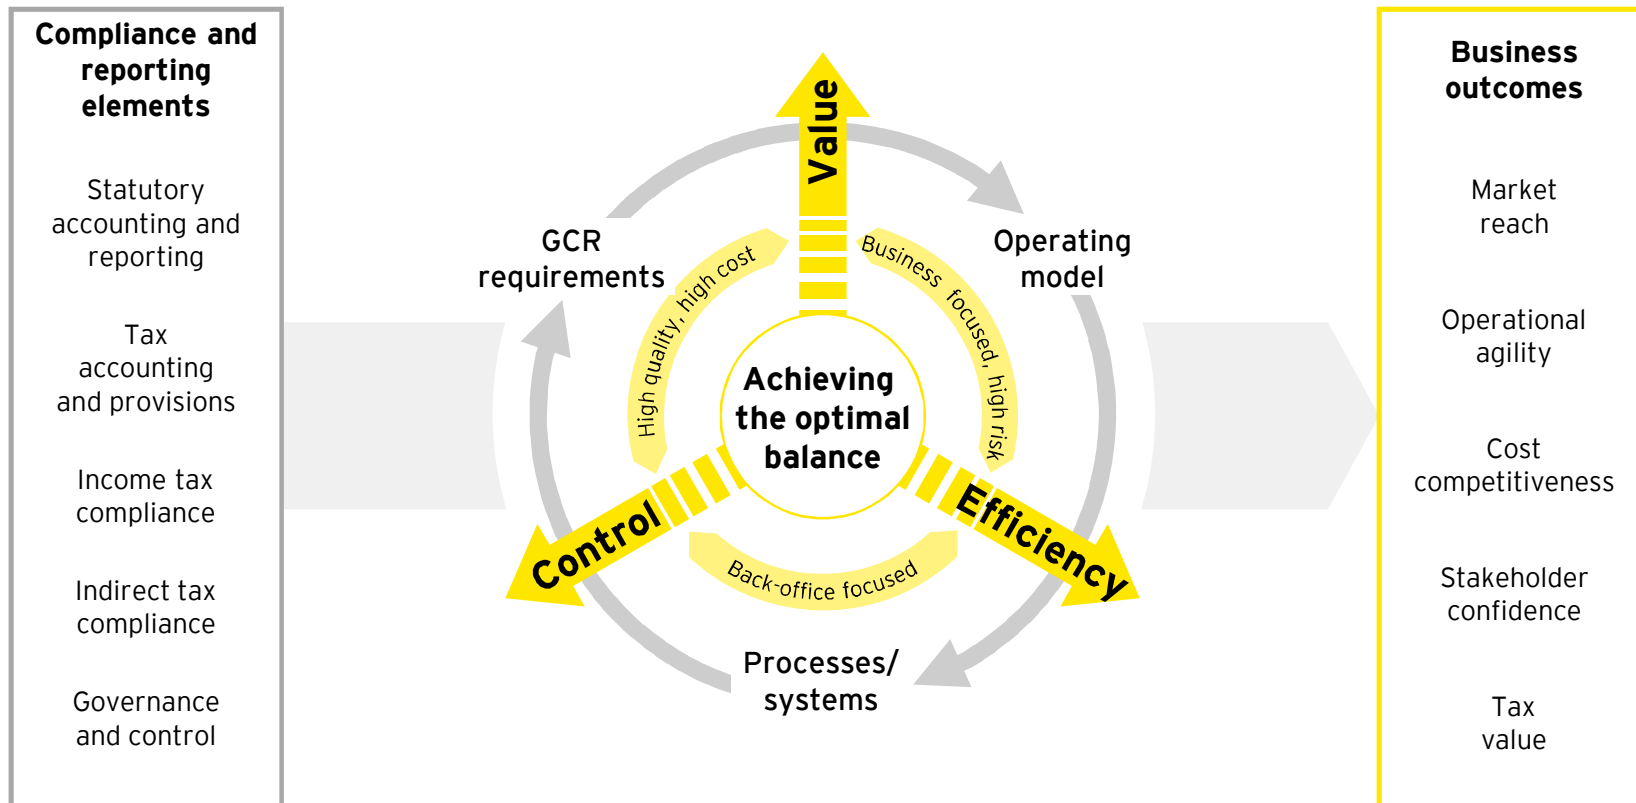 Compliance and
reporting
elements
Statutory
accounting and
reporting
Tax
accounting
and provisions
Income tax
compliance
Indirect tax
compliance
Governance
and control
Value
GCR
requirements
Operating
model
High quality, high cost
Business focused, high risk
Achieving
the optimal
balance
Control
Efficiency
Back-office focused
Processes/
systems
Business
outcomes
Market
reach
Operational
agility
Cost
competitiveness
Stakeholder
confidence
Tax
value